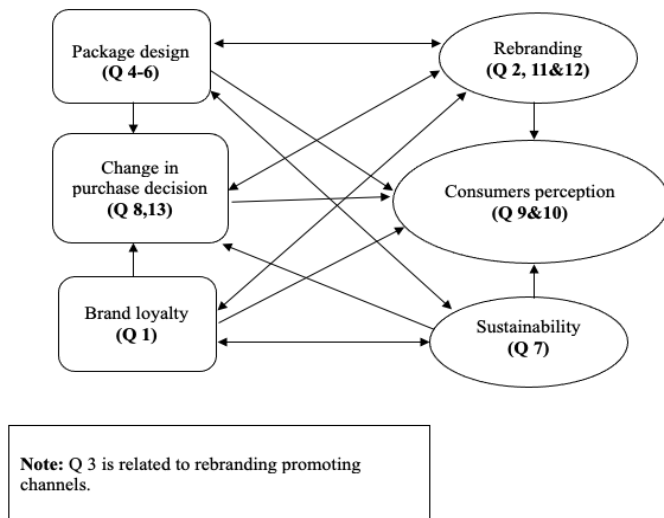 Package design
(Q 4-6)
Rebranding
(Q 2, 11&12)
Change in
purchase decision
(Q 8,13)
Consumers perception
(Q 9&10)
Brand loyalty
(Q 1)
Sustainability
(Q 7)
Note: Q 3 is related to rebranding promoting
channels.